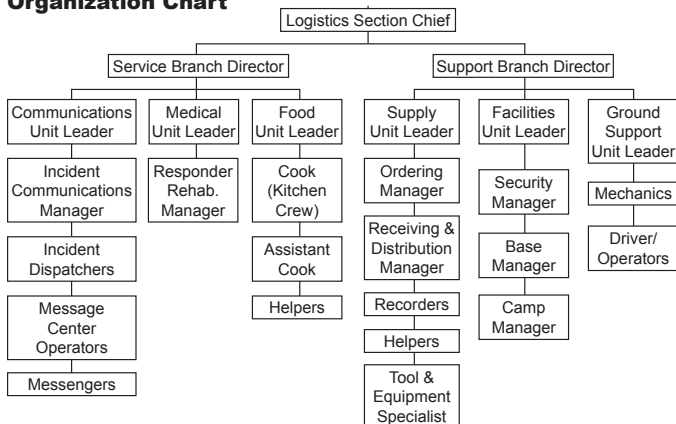 Organization Chart
Logistics Section Chief
Service Branch Director
Support Branch Director
Communications
Unit Leader
Medical
Unit Leader
Food
Unit Leader
Supply
Unit Leader
Facilities
Unit Leader
Ground
Support
Unit Leader
Incident
Communications
Manager
Responder
Rehab.
Manager
Cook
(Kitchen
Crew)
Ordering
Manager
Security
Manager
Mechanics
Incident
Dispatchers
Assistant
Cook
Receiving &
Distribution
Manager
Base
Manager
Driver/
Operators
Message
Center
Operators
Helpers
Recorders
Camp
Manager
Messengers
Helpers
Tool &
Equipment
Specialist